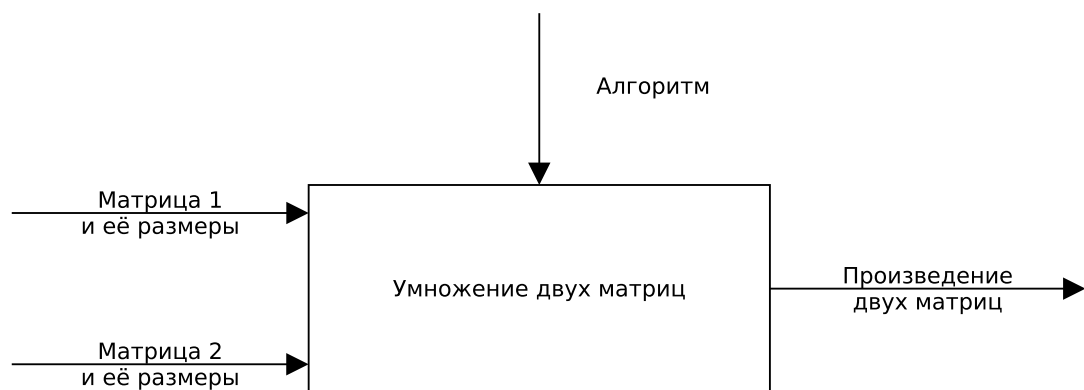 Алгоритм
Матрица 1
и её размеры
Умножение двух матриц
Произведение
двух матриц
Матрица 2
и её размеры